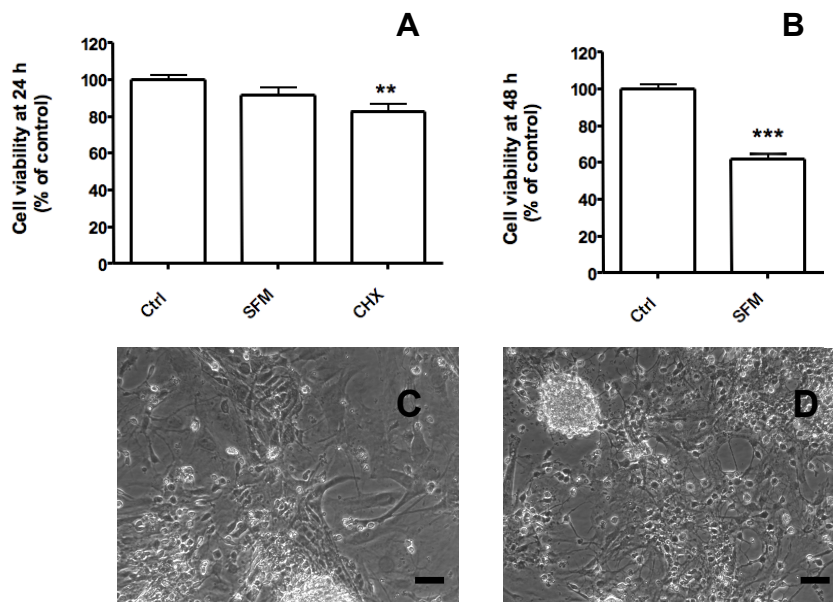 A
Cell viability at 24 h
(% of control)
120
100
80
60
40
20
0
**
Ctrl
SFM
CHX
B
Cell viability at 48 h
(% of control)
120
100
80
60
40
20
0
***
Ctrl
SFM
C
D